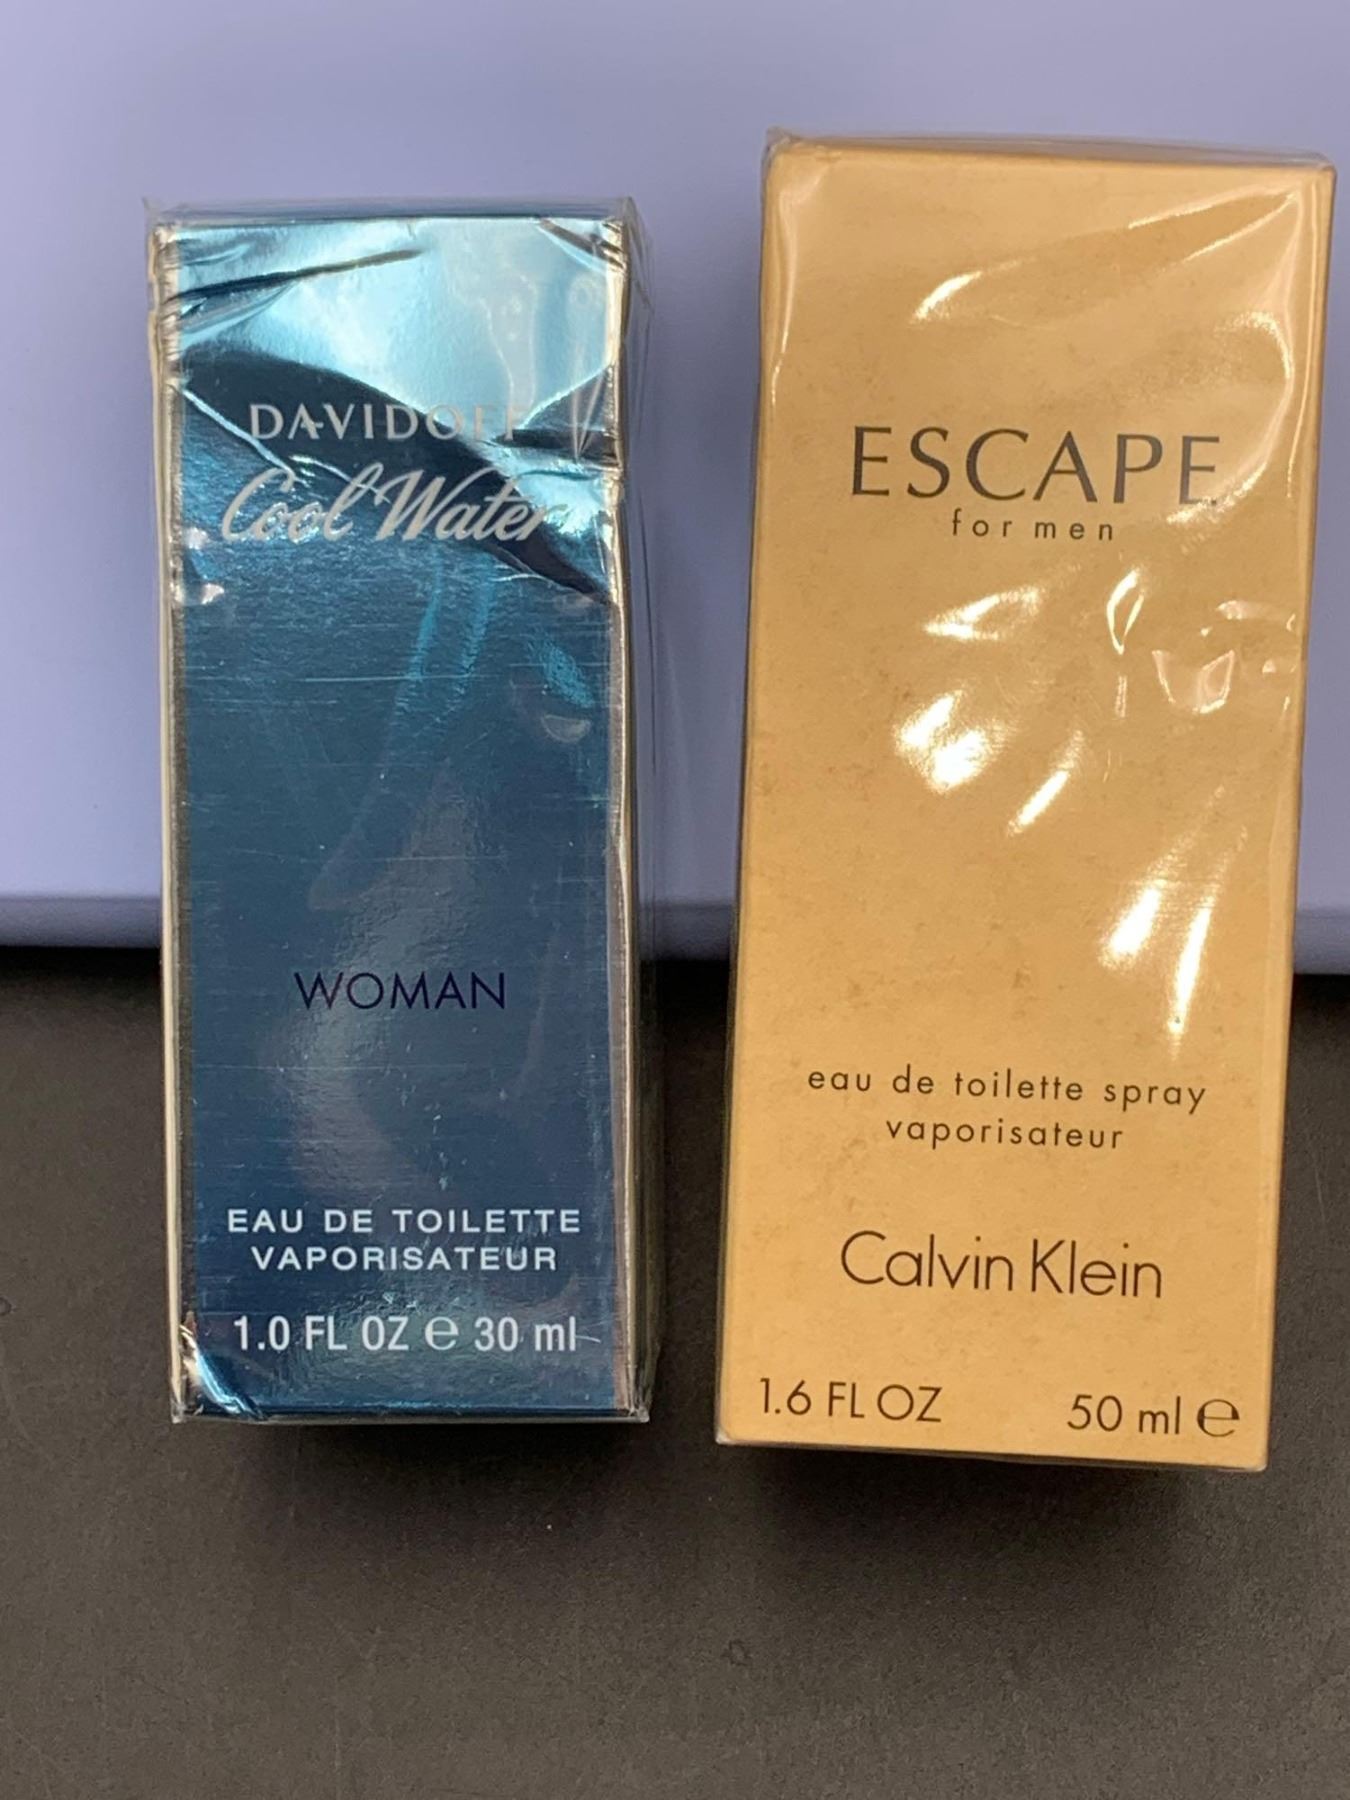 DAVIDOFF
Cool Water
WOMAN
EAU DE TOILETTE
VAPORISATEUR
1.0 FL OZ e 30 ml
ESCAPE
for men
eau de toilette spray
vaporisateur
Calvin Klein
1.6 FL OZ 50 ml e